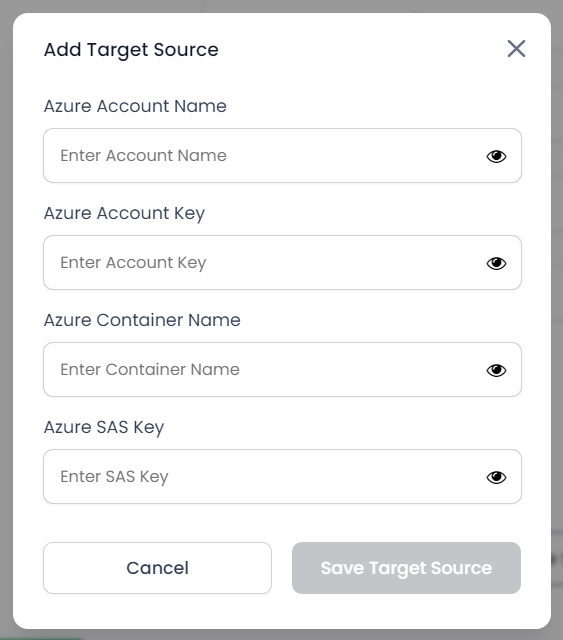 Add Target Source
Azure Account Name
Enter Account Name
Azure Account Key
Enter Account Key
Azure Container Name
Enter Container Name
Azure SAS Key
Enter SAS Key
Cancel
Save Target Source